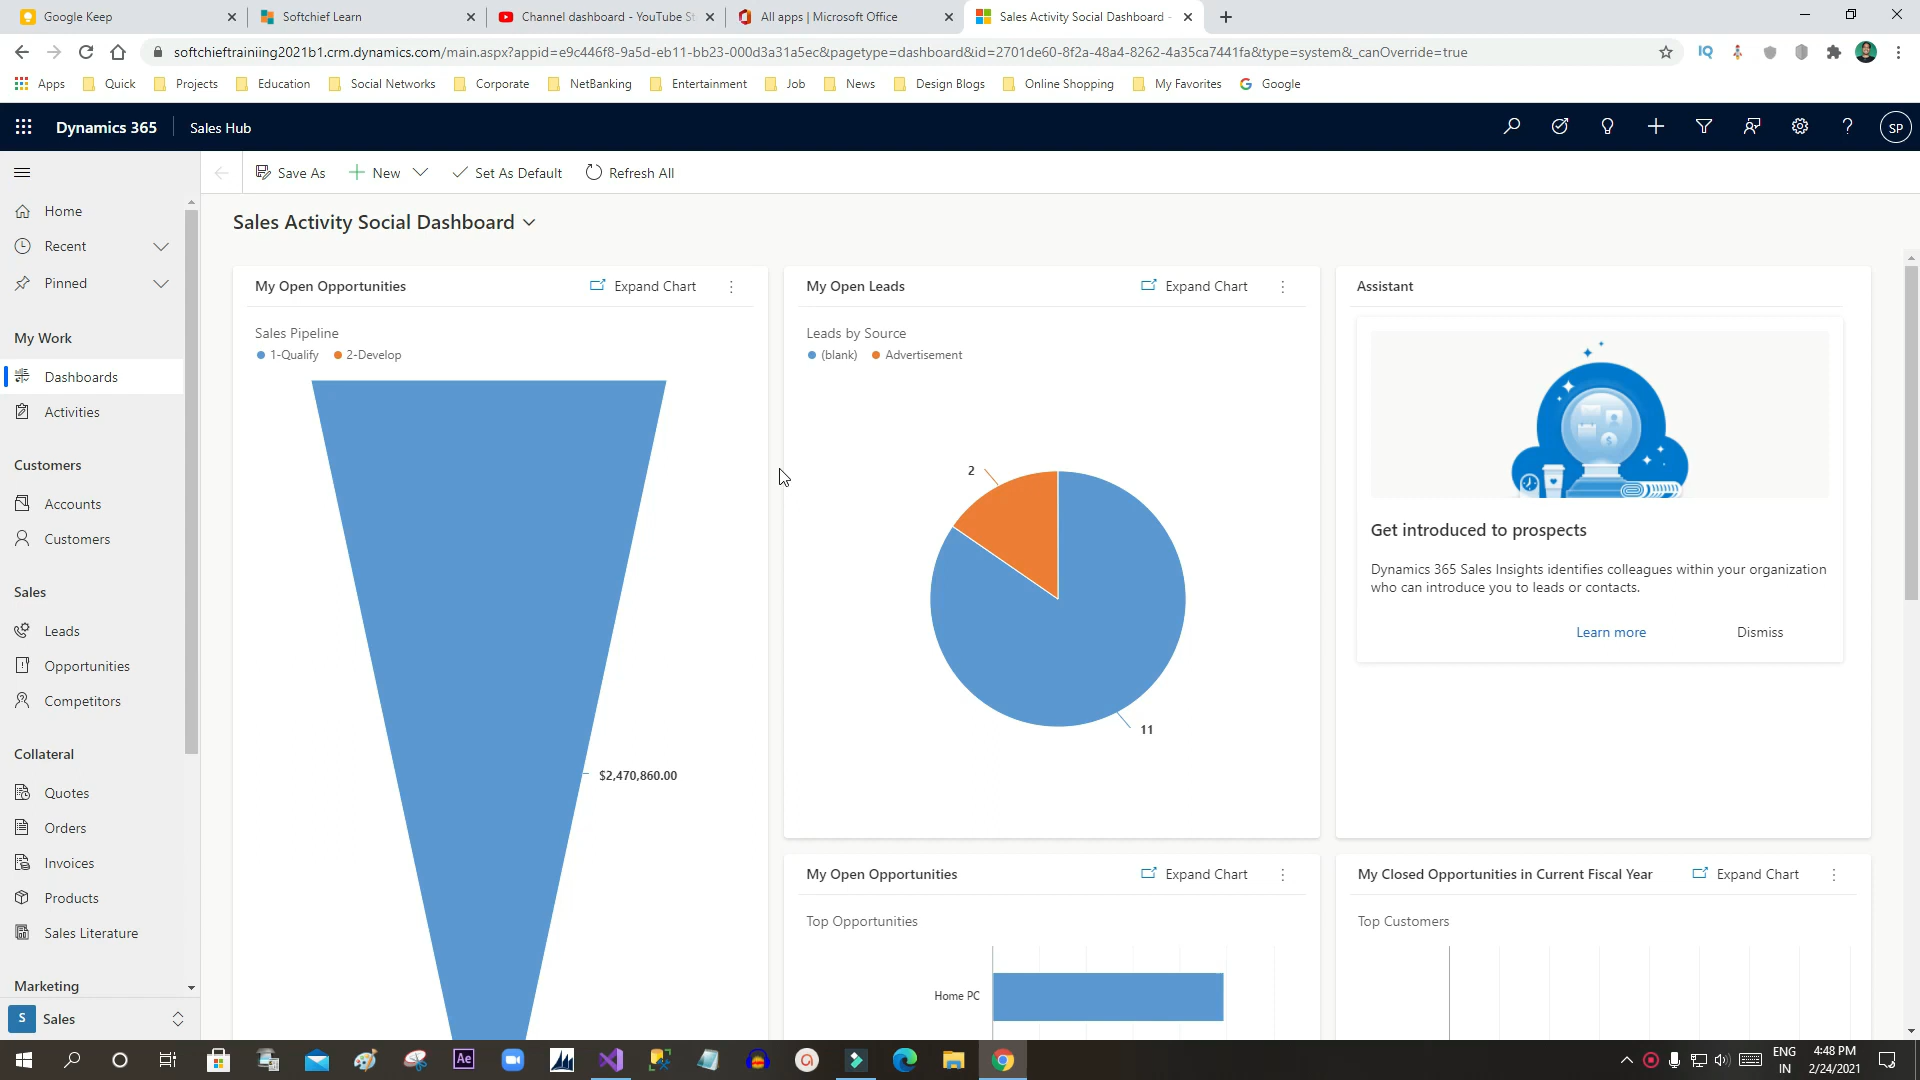 Google Keep
Softchief Learn
Channel dashboard - YouTube St
All apps | Microsoft Office
Sales Activity Social Dashboard -
softchieftrainiing2021b1.crm.dynamics.com/main.aspx?appid=e9c446f8-9a5d-eb11-bb23-000d3a31a5ec&pagetype=dashboard&id=2701de60-8f2a-48a4-8262-4a35ca7441fa&type=system&_canOverride=true
IQ
Apps
Quick
Projects
Education
Social Networks
Corporate
NetBanking
Entertainment
Job
News
Design Blogs
Online Shopping
My Favorites
Google
Dynamics 365
Sales Hub
SP
Save As
New
Set As Default
Refresh All
Home
Recent
Pinned
My Work
Dashboards
Activities
Customers
Accounts
Customers
Sales
Leads
Opportunities
Competitors
Collateral
Quotes
Orders
Invoices
Products
Sales Literature
Marketing
S
Sales
Sales Activity Social Dashboard
My Open Opportunities
Expand Chart
Sales Pipeline
1-Qualify
2-Develop
$2,470,860.00
My Open Leads
Expand Chart
Leads by Source
(blank)
Advertisement
2
11
Assistant
Get introduced to prospects
Dynamics 365 Sales Insights identifies colleagues within your organization
who can introduce you to leads or contacts.
Learn more
Dismiss
My Open Opportunities
Expand Chart
Top Opportunities
Home PC
My Closed Opportunities in Current Fiscal Year
Expand Chart
Top Customers
Ae
ENG
IN
4:48 PM
2/24/2021